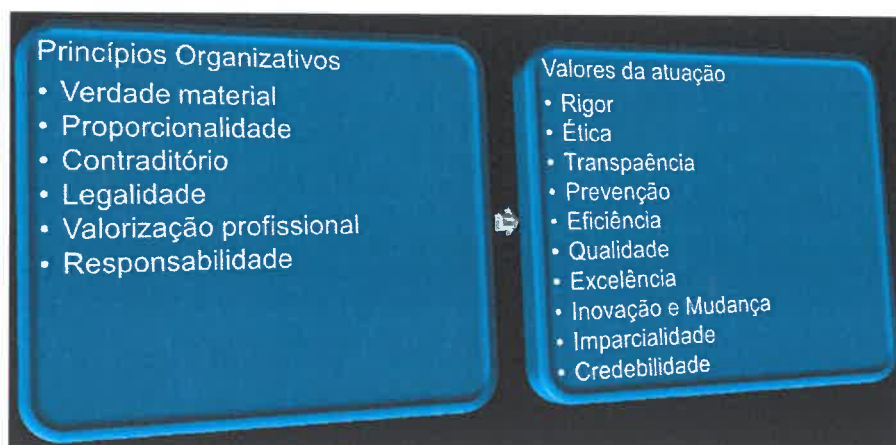 Princípios Organizativos
• Verdade material
• Proporcionalidade
• Contraditório
• Legalidade
• Valorização profissional
• Responsabilidade
Valores da atuação
• Rigor
• Ética
• Transpaência
• Prevenção
• Eficiência
• Qualidade
• Excelência
• Inovação e Mudança
• Imparcialidade
• Credebilidade